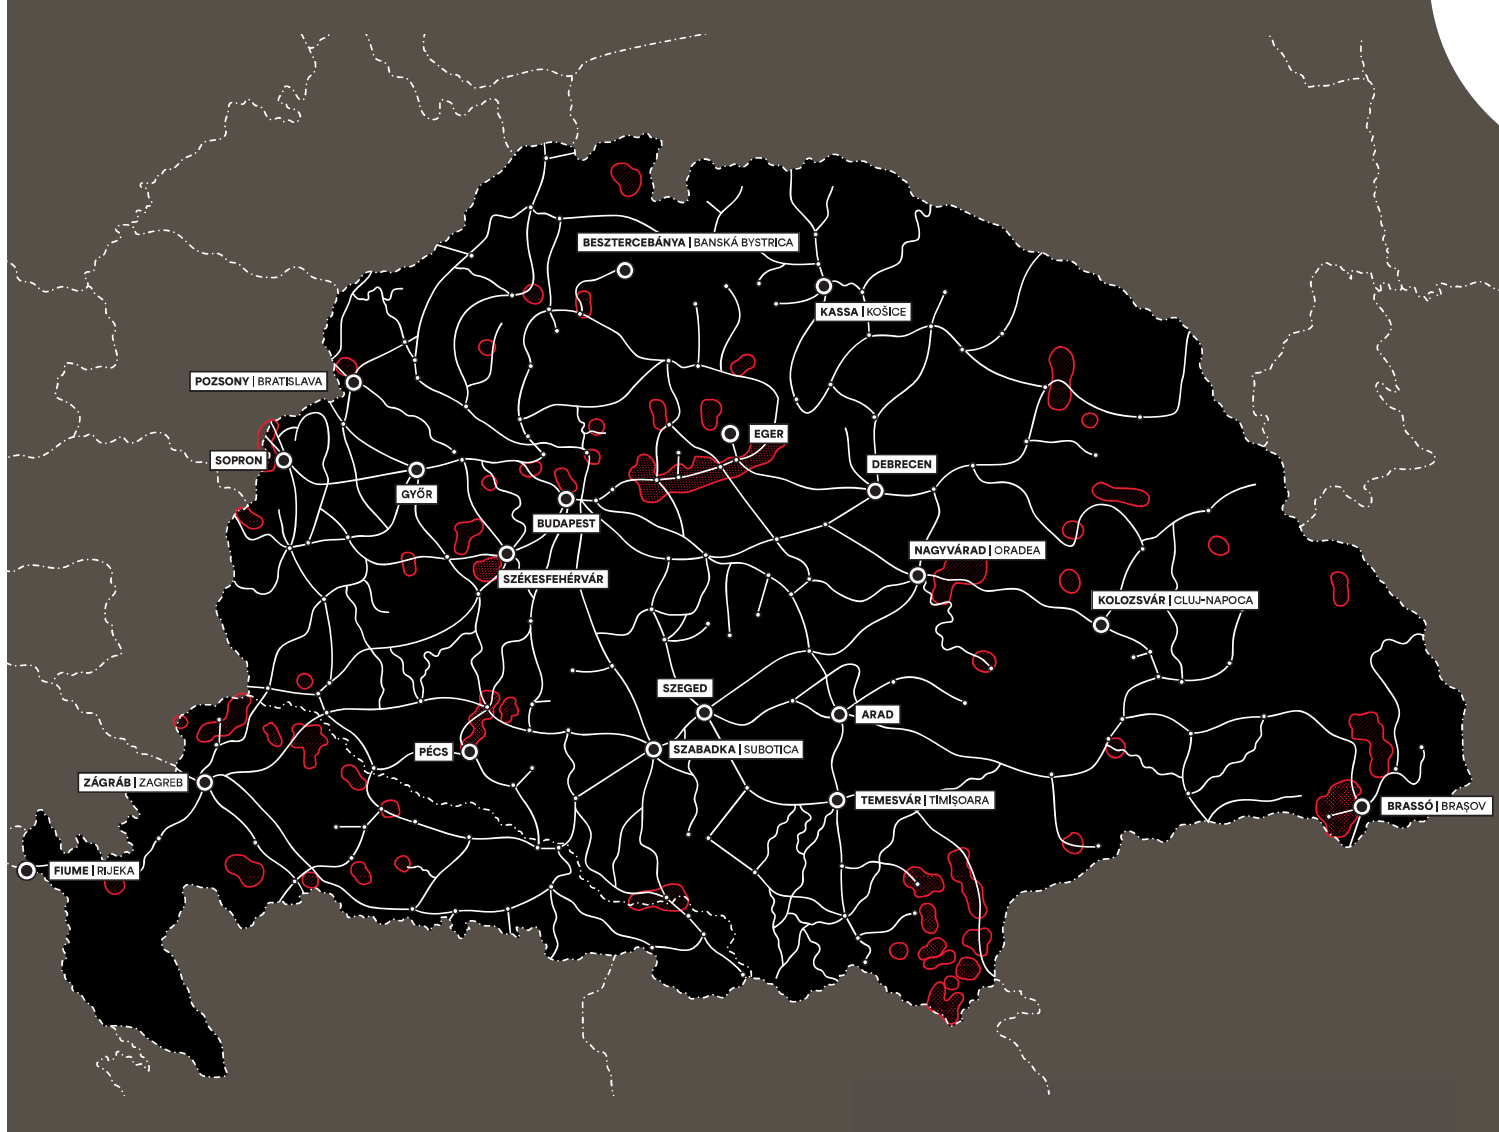 BESZTERCEBÁNYA | BANSKÁ BYSTRICA
KASSA | KOŠICE
POZSONY | BRATISLAVA
EGER
SOPRON
DEBRECEN
GYŐR
BUDAPEST
NAGYVÁRAD | ORADEA
SZÉKESFEHÉRVÁR
KOLOZSVÁR | CLUJ-NAPOCA
SZEGED
ARAD
PÉCS
SZABADKA | SUBOTICA
ZÁGRÁB | ZAGREB
TEMESVÁR | TIMIȘOARA
BRASSÓ | BRAȘOV
FIUME | RIJEKA